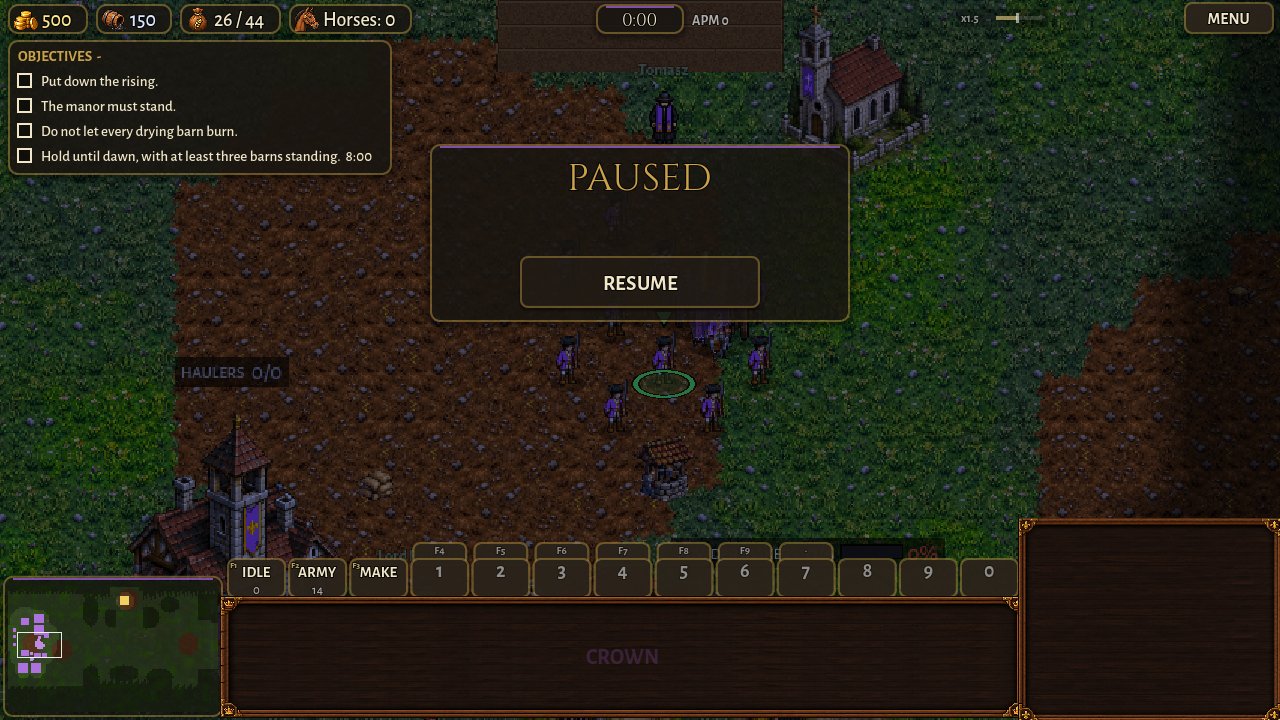 500
150
26 / 44
Horses: 0
0:00
APM 0
x1.5
MENU
OBJECTIVES -
Put down the rising.
The manor must stand.
Do not let every drying barn burn.
Hold until dawn, with at least three barns standing. 8:00
Tomasz
PAUSED
RESUME
HAULERS 0/0
Lord
0%
F4 F5 F6 F7 F8 F9
F1 IDLE 0
F2 ARMY 14
F3 MAKE
1 2 3 4 5 6 7 8 9 0
CROWN